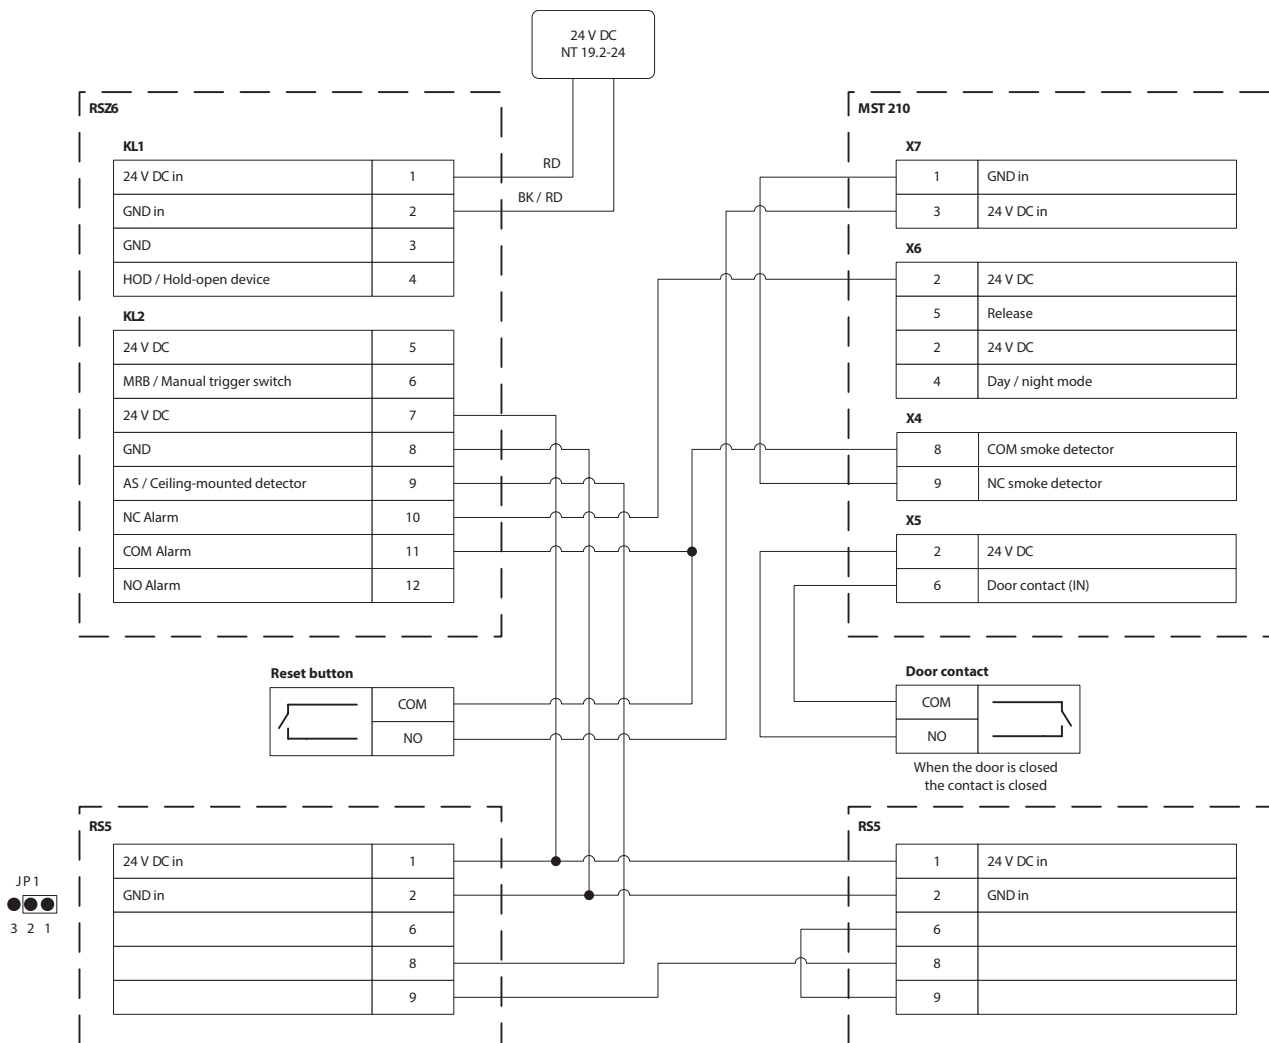 24 V DC
NT 19.2-24
RSZ6
KL1
24 V DC in 1
GND in 2
GND 3
HOD / Hold-open device 4
RD
BK / RD
KL2
24 V DC 5
MRB / Manual trigger switch 6
24 V DC 7
GND 8
AS / Ceiling-mounted detector 9
NC Alarm 10
COM Alarm 11
NO Alarm 12
MST 210
X7
1 GND in
3 24 V DC in
X6
2 24 V DC
5 Release
2 24 V DC
4 Day / night mode
X4
8 COM smoke detector
9 NC smoke detector
X5
2 24 V DC
6 Door contact (IN)
Reset button
COM
NO
Door contact
COM
NO
When the door is closed
the contact is closed
JP1
3 2 1
RS5
24 V DC in 1
GND in 2
6
8
9
RS5
1 24 V DC in
2 GND in
6
8
9